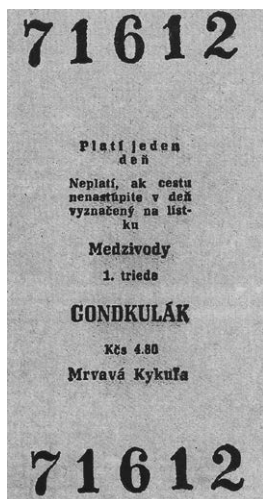 71612
Platí jeden
deň
Neplatí, ak cestu
nenastúpite v deň
vyznačený na líst-
ku
Medzivody
1. trieda
GONDKULÁK
Kčs 4.80
Mrvavá Kykuľa
71612